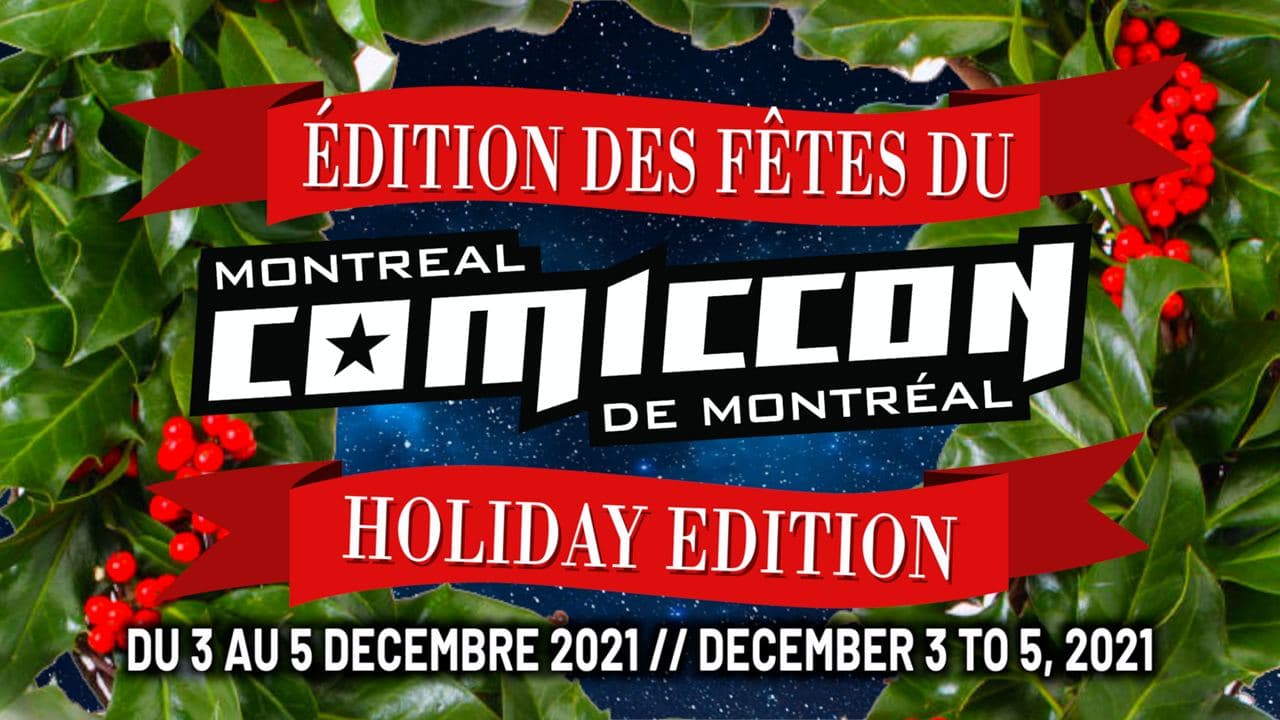 ÉDITION DES FÊTES DU
MONTREAL
COMICCON
DE MONTRÉAL
HOLIDAY EDITION
DU 3 AU 5 DECEMBRE 2021 // DECEMBER 3 TO 5, 2021